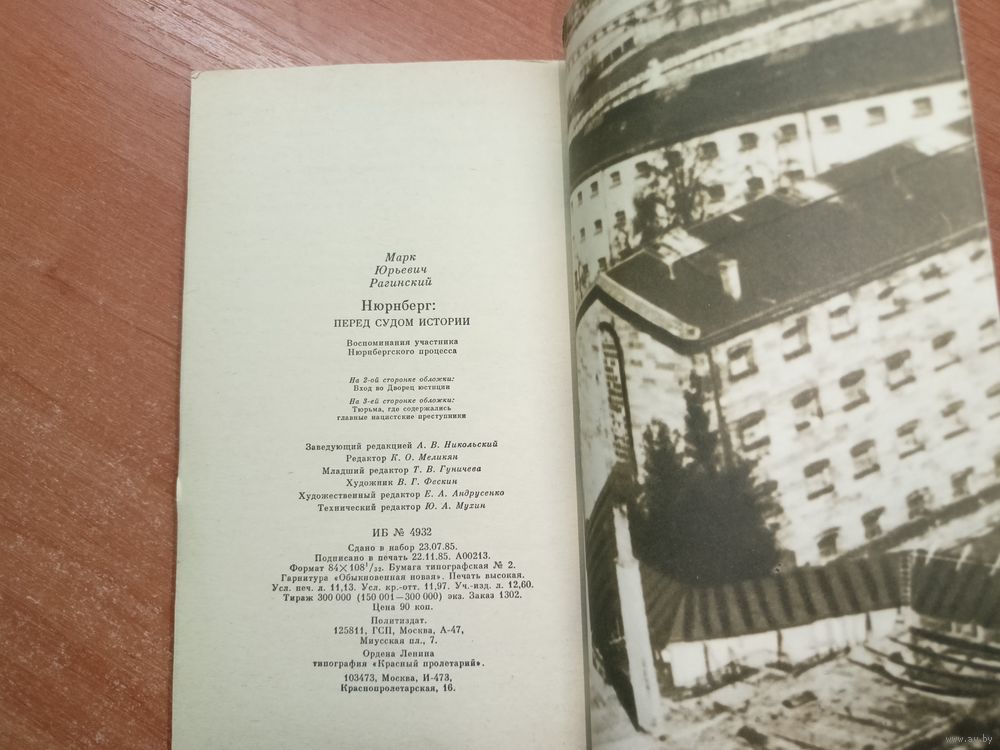 Марк
Юрьевич
Рагинский
Нюрнберг:
ПЕРЕД СУДОМ ИСТОРИИ
Воспоминания участника
Нюрнбергского процесса
На 2-ой сторонке обложки:
Вход во Дворец юстиции
На 3-ей сторонке обложки:
Тюрьма, где содержались
главные нацистские преступники
Заведующий редакцией А. В. Никольский
Редактор К. О. Меликян
Младший редактор Т. В. Гуничева
Художник В. Г. Фескин
Художественный редактор Е. А. Андрусенко
Технический редактор Ю. А. Мухин
ИБ № 4932
Сдано в набор 23.07.85.
Подписано в печать 22.11.85. А00213.
Формат 84×108¹/₃₂. Бумага типографская № 2.
Гарнитура «Обыкновенная новая». Печать высокая.
Усл. печ. л. 11,13. Усл. кр.-отт. 11,97. Уч.-изд. л. 12,60.
Тираж 300 000 (150 001—300 000) экз. Заказ 1302.
Цена 90 коп.
Политиздат.
125811, ГСП, Москва, А-47,
Миусская пл., 7.
Ордена Ленина
типография «Красный пролетарий».
103473, Москва, И-473,
Краснопролетарская, 16.
www.ay.by